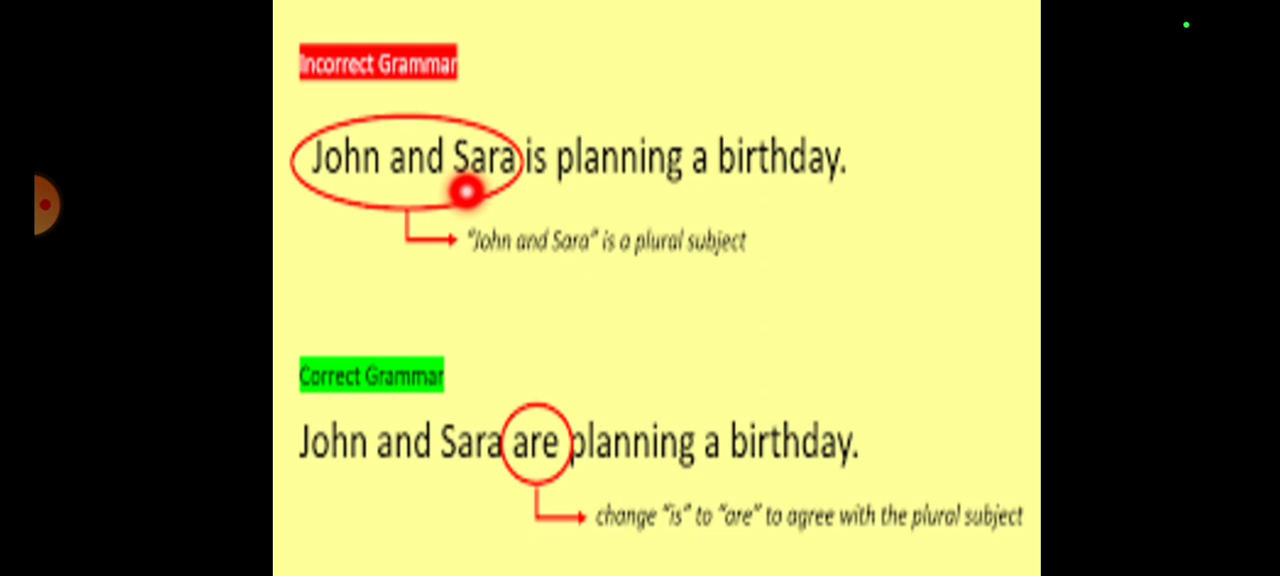 Incorrect Grammar
John and Sara is planning a birthday.
"John and Sara" is a plural subject
Correct Grammar
John and Sara are planning a birthday.
change "is" to "are" to agree with the plural subject